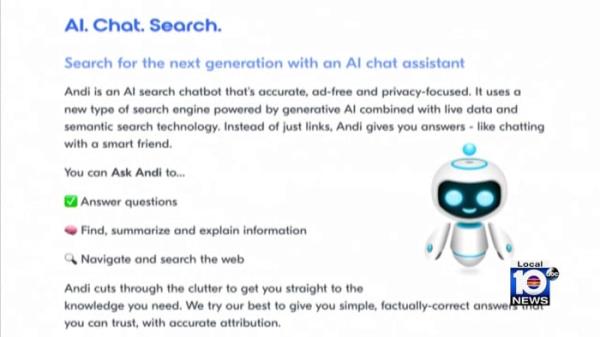 AI. Chat. Search.
Search for the next generation with an AI chat assistant
Andi is an AI search chatbot that's accurate, ad-free and privacy-focused. It uses a
new type of search engine powered by generative AI combined with live data and
semantic search technology. Instead of just links, Andi gives you answers - like chatting
with a smart friend.
You can Ask Andi to...
✅ Answer questions
🧠 Find, summarize and explain information
🔍 Navigate and search the web
Andi cuts through the clutter to get you straight to the
knowledge you need. We try our best to give you simple, factually-correct answers that
you can trust, with accurate attribution.
Local
10 abc
NEWS